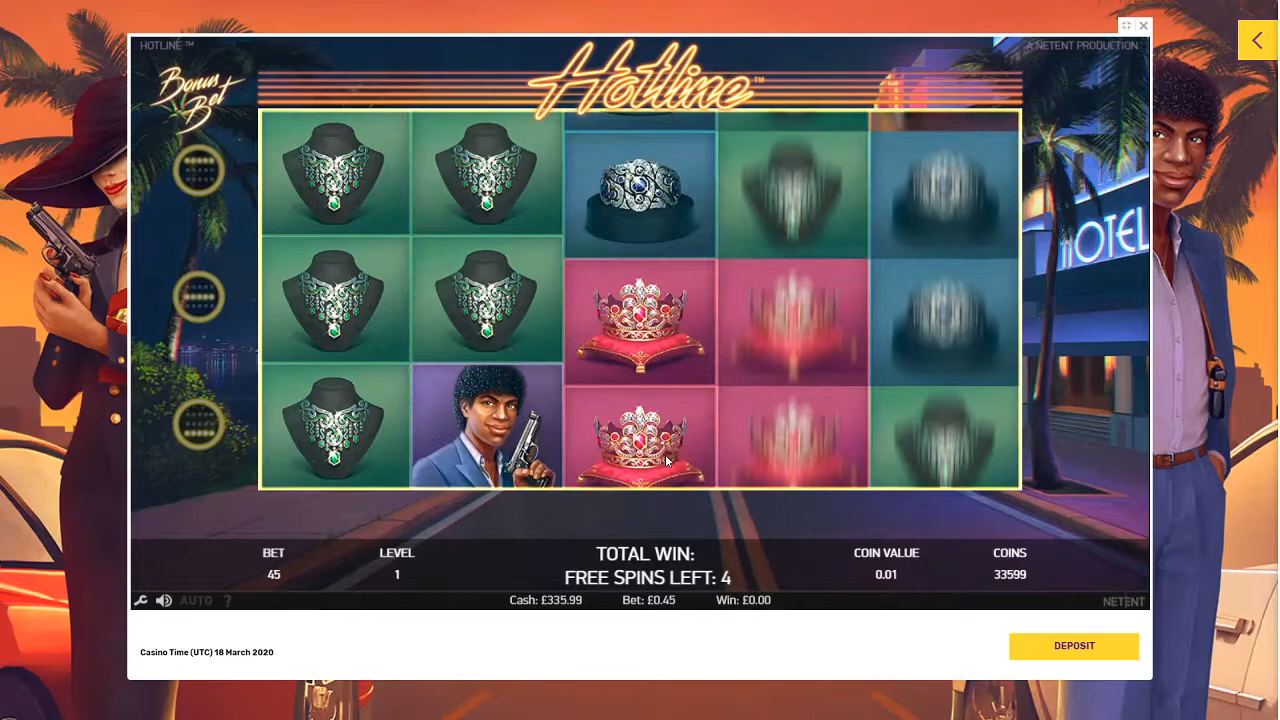 HOTLINE ™
A NETENT PRODUCTION
Bonus Bet
Hotline™
HOTEL
BET
45
LEVEL
1
TOTAL WIN:
FREE SPINS LEFT: 4
COIN VALUE
0.01
COINS
33599
AUTO ?
Cash: £335.99 Bet: £0.45 Win: £0.00
NETENT
Casino Time (UTC) 18 March 2020
DEPOSIT